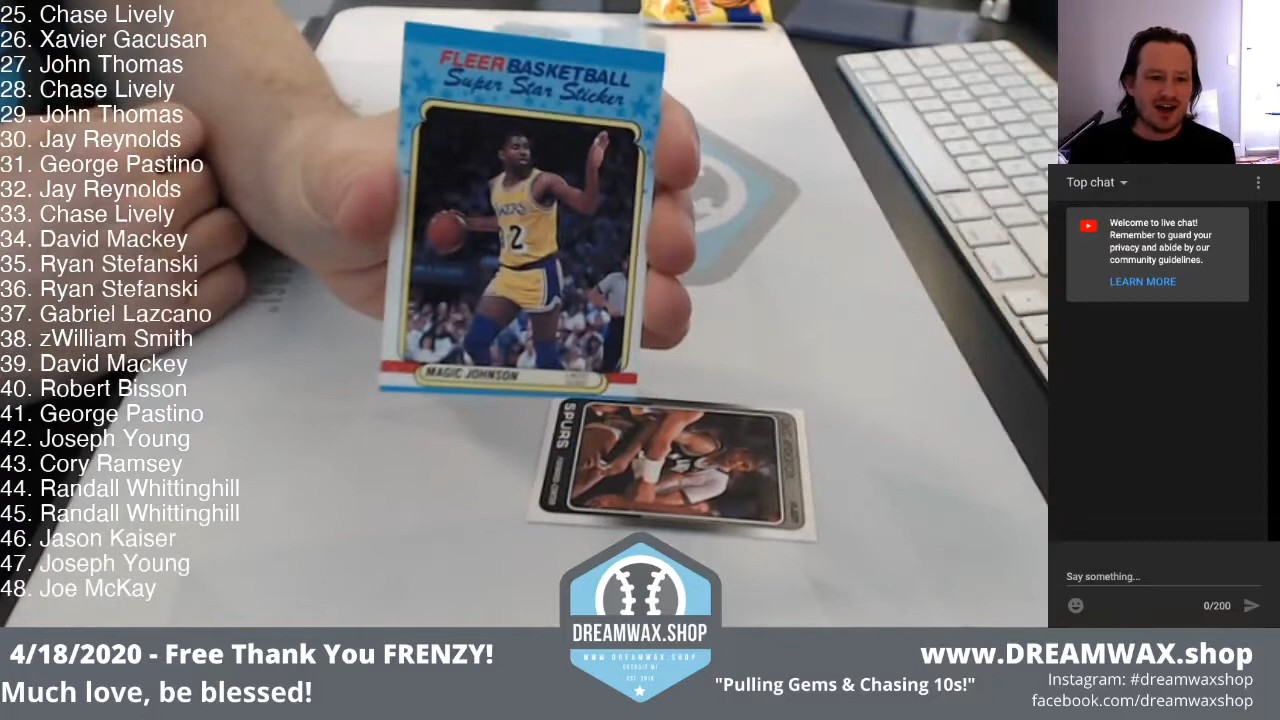 25. Chase Lively
26. Xavier Gacusan
27. John Thomas
28. Chase Lively
29. John Thomas
30. Jay Reynolds
31. George Pastino
32. Jay Reynolds
33. Chase Lively
34. David Mackey
35. Ryan Stefanski
36. Ryan Stefanski
37. Gabriel Lazcano
38. zWilliam Smith
39. David Mackey
40. Robert Bisson
41. George Pastino
42. Joseph Young
43. Cory Ramsey
44. Randall Whittinghill
45. Randall Whittinghill
46. Jason Kaiser
47. Joseph Young
48. Joe McKay
FLEER BASKETBALL
Super Star Sticker
MAGIC JOHNSON
SPURS
Top chat
Welcome to live chat!
Remember to guard your
privacy and abide by our
community guidelines.
LEARN MORE
Say something...
0/200
4/18/2020 - Free Thank You FRENZY!
Much love, be blessed!
DREAMWAX.SHOP
WWW.DREAMWAX.SHOP
DETROIT MI
"Pulling Gems & Chasing 10s!"
www.DREAMWAX.shop
Instagram: #dreamwaxshop
facebook.com/dreamwaxshop